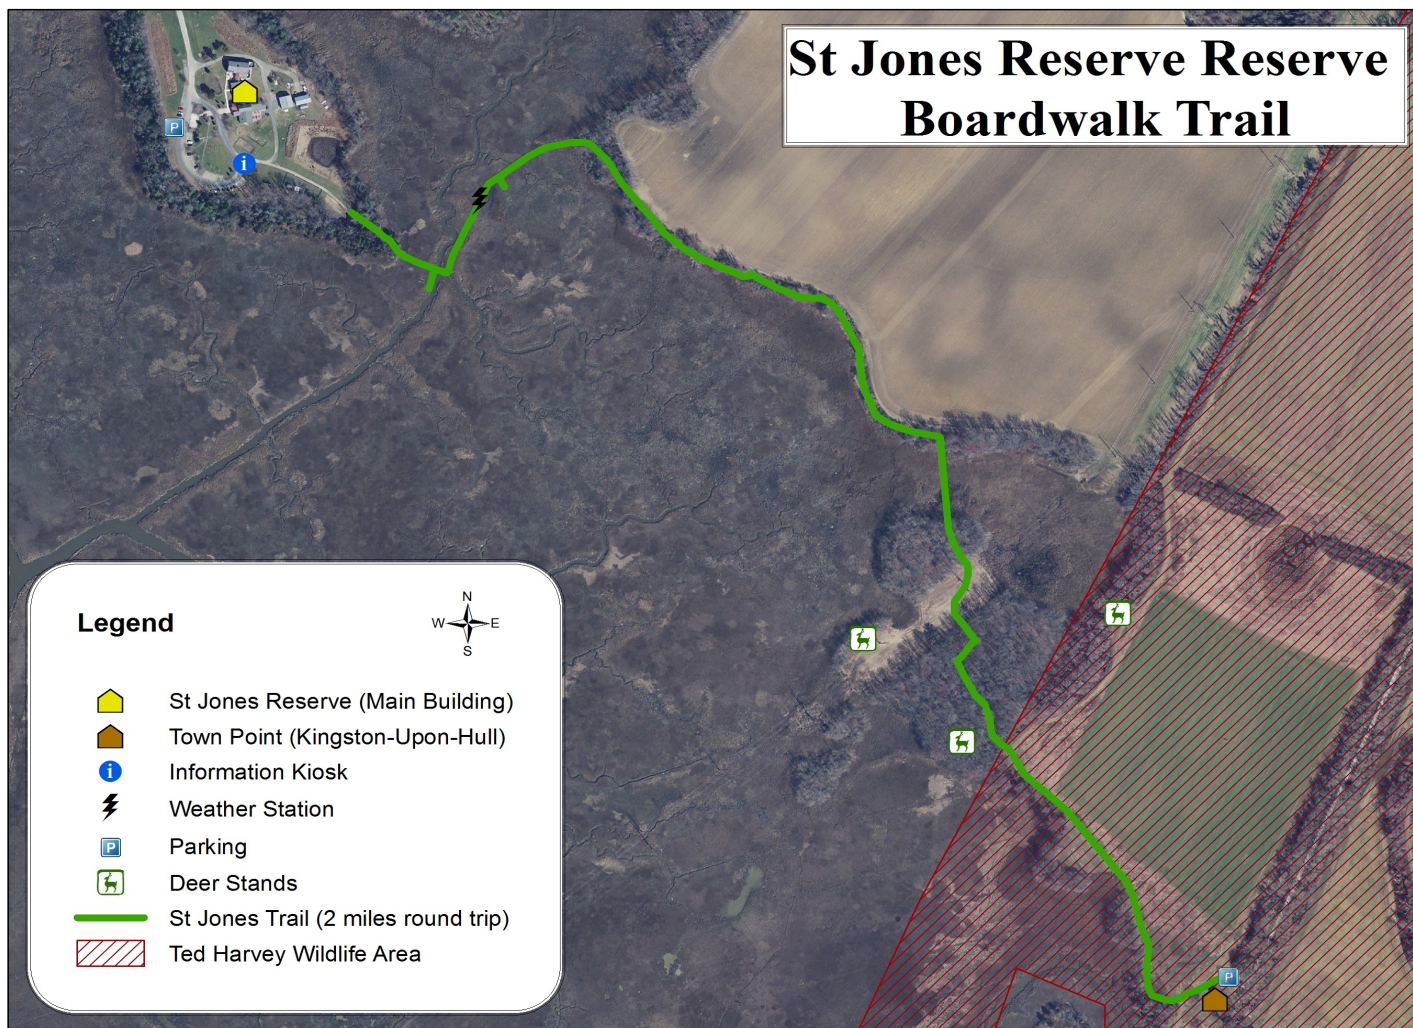 St Jones Reserve Reserve
Boardwalk Trail
P
i
P
Legend
N
W E
S
St Jones Reserve (Main Building)
Town Point (Kingston-Upon-Hull)
i Information Kiosk
Weather Station
P Parking
Deer Stands
St Jones Trail (2 miles round trip)
Ted Harvey Wildlife Area